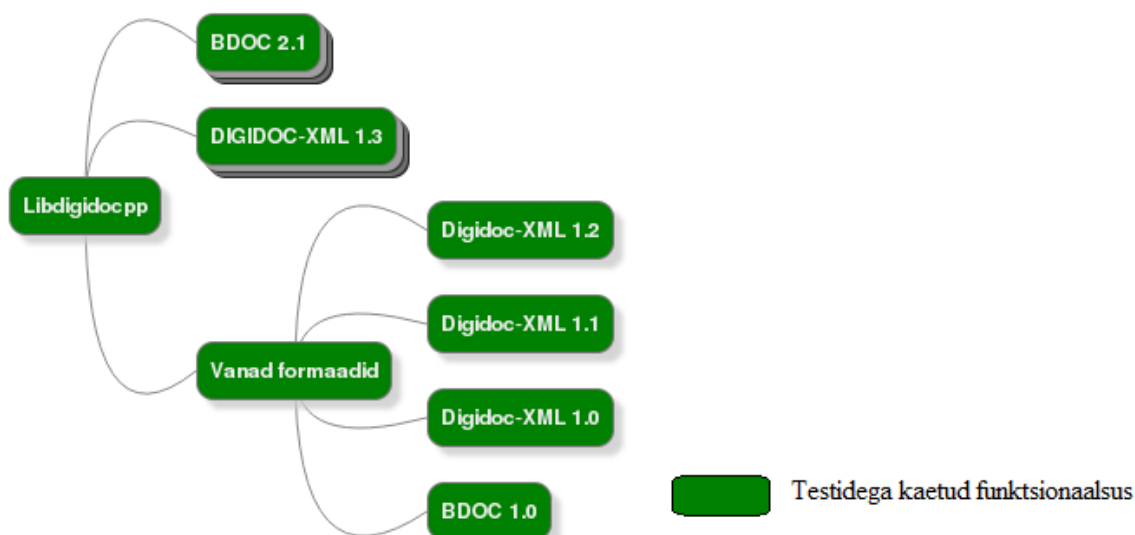 BDOC 2.1
DIGIDOC-XML 1.3
Libdigidocpp
Digidoc-XML 1.2
Digidoc-XML 1.1
Vanad formaadid
Digidoc-XML 1.0
BDOC 1.0
Testidega kaetud funktsionaalsus